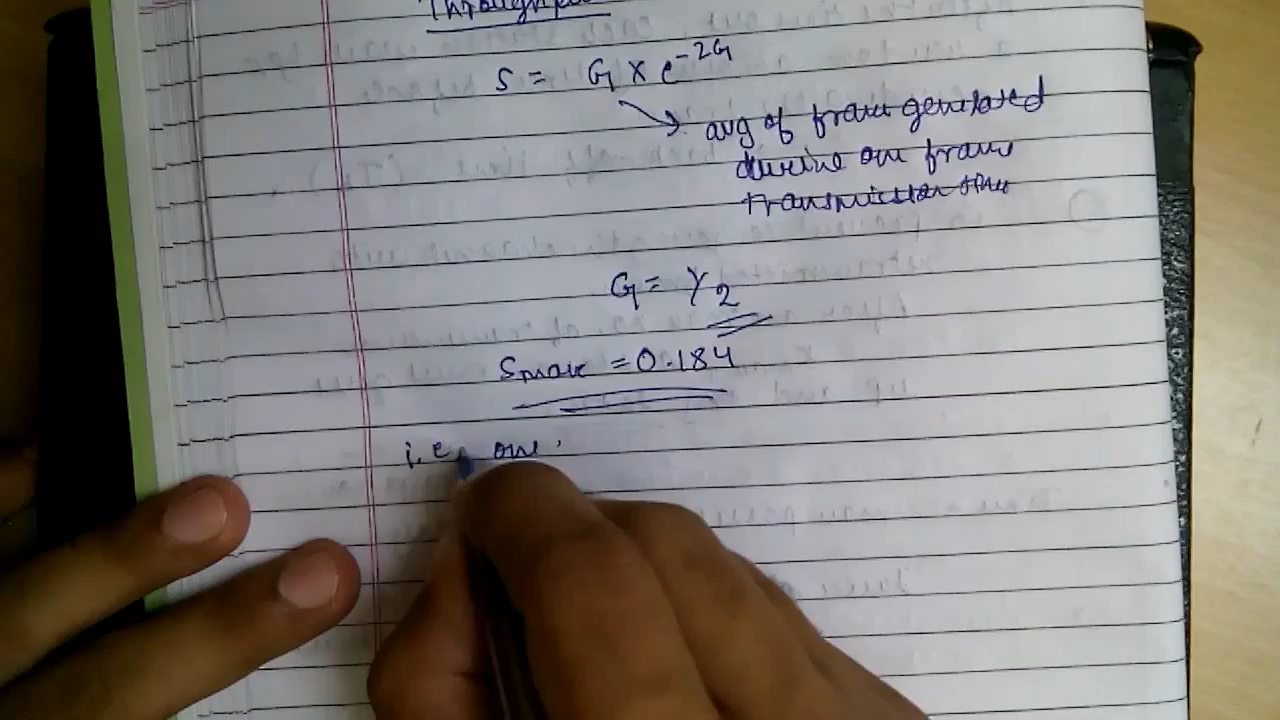 S = G × e^-2G
avg of frame generated
during one frame
transmission time
G = 1/2
Smax = 0.184
i.e. one